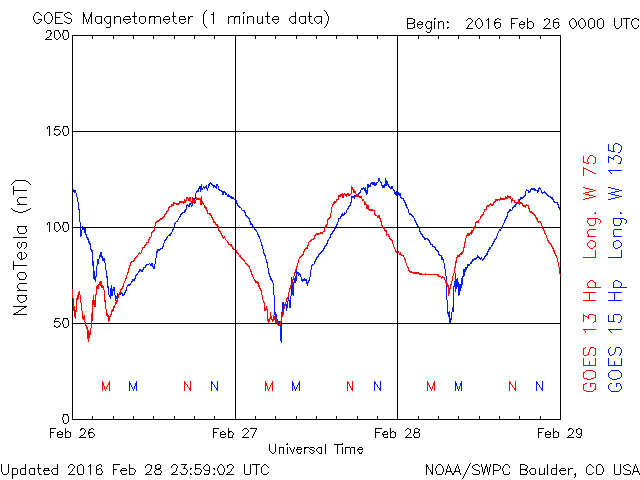 GOES Magnetometer (1 minute data)
Begin: 2016 Feb 26 0000 UTC
200
150
100
50
0
NanoTesla (nT)
M M N N M M N N M M N N
Feb 26 Feb 27 Feb 28 Feb 29
Universal Time
GOES 13 Hp Long. W 75
GOES 15 Hp Long. W 135
Updated 2016 Feb 28 23:59:02 UTC
NOAA/SWPC Boulder, CO USA